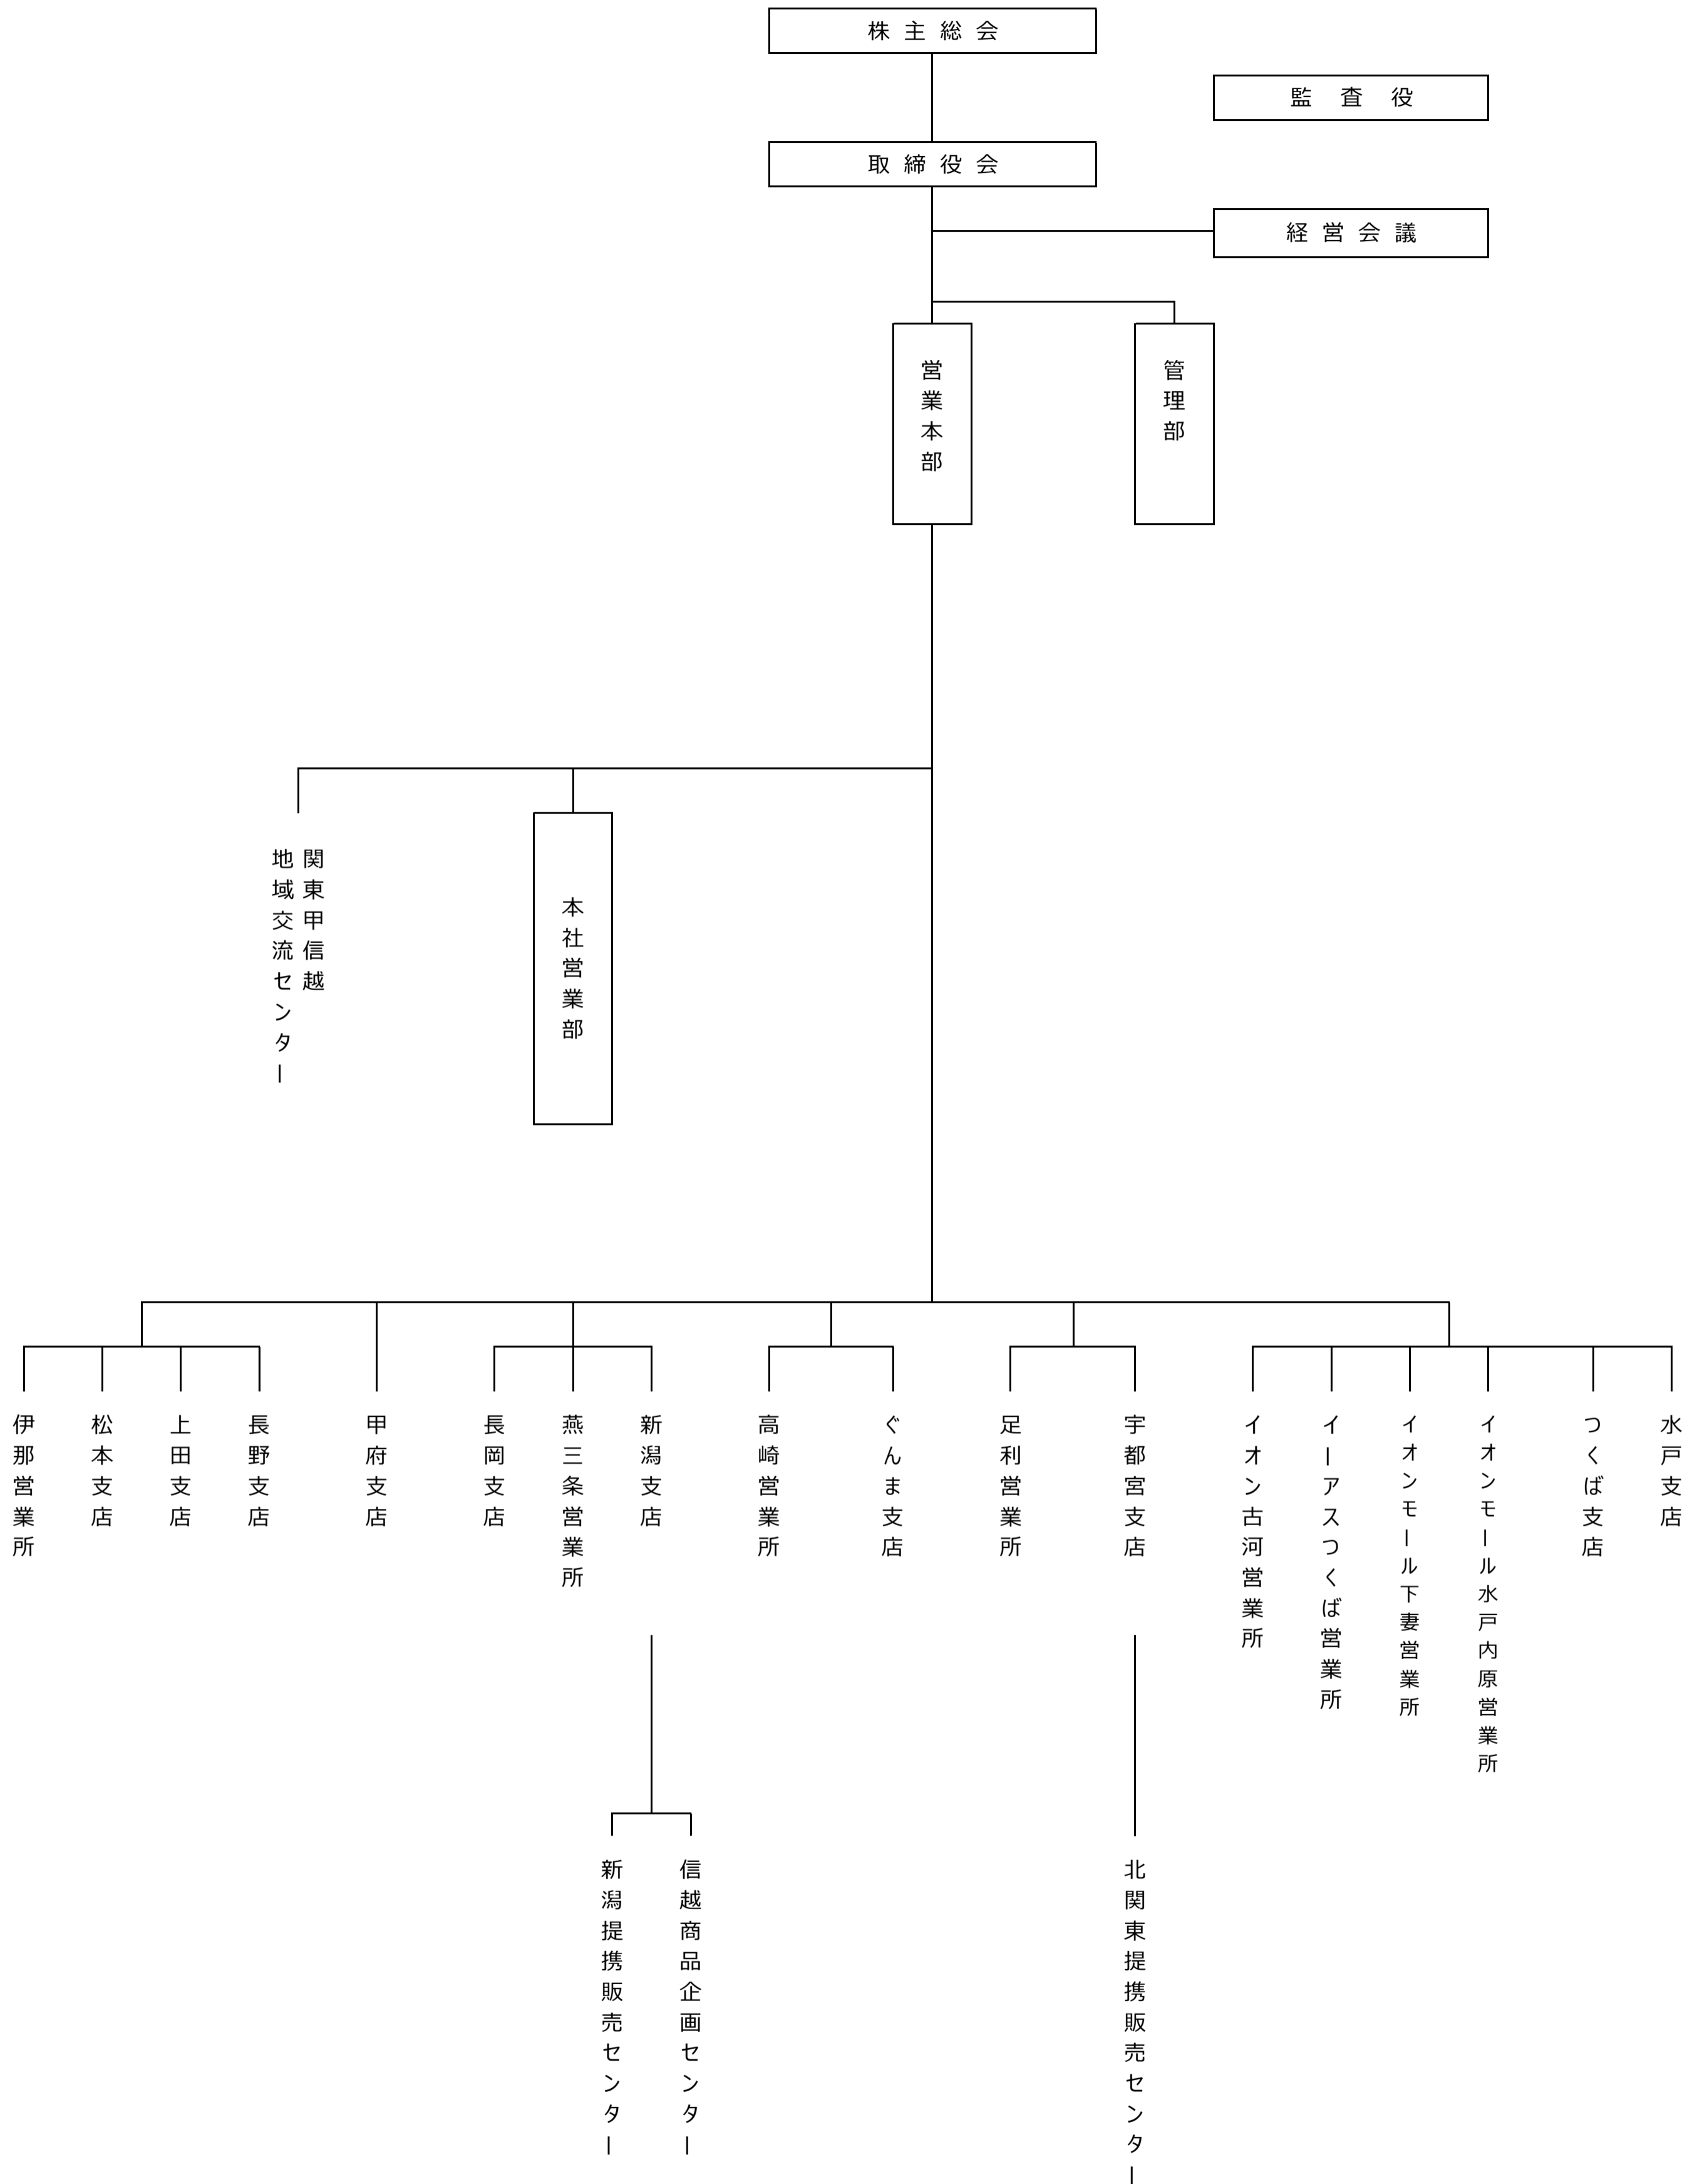 株主総会
監査役
取締役会
経営会議
営業本部
管理部
関東甲信越
地域交流センター
本社営業部
伊那営業所
松本支店
上田支店
長野支店
甲府支店
長岡支店
燕三条営業所
新潟支店
高崎営業所
ぐんま支店
足利営業所
宇都宮支店
イオン古河営業所
イーアスつくば営業所
イオンモール下妻営業所
イオンモール水戸内原営業所
つくば支店
水戸支店
新潟提携販売センター
信越商品企画センター
北関東提携販売センター